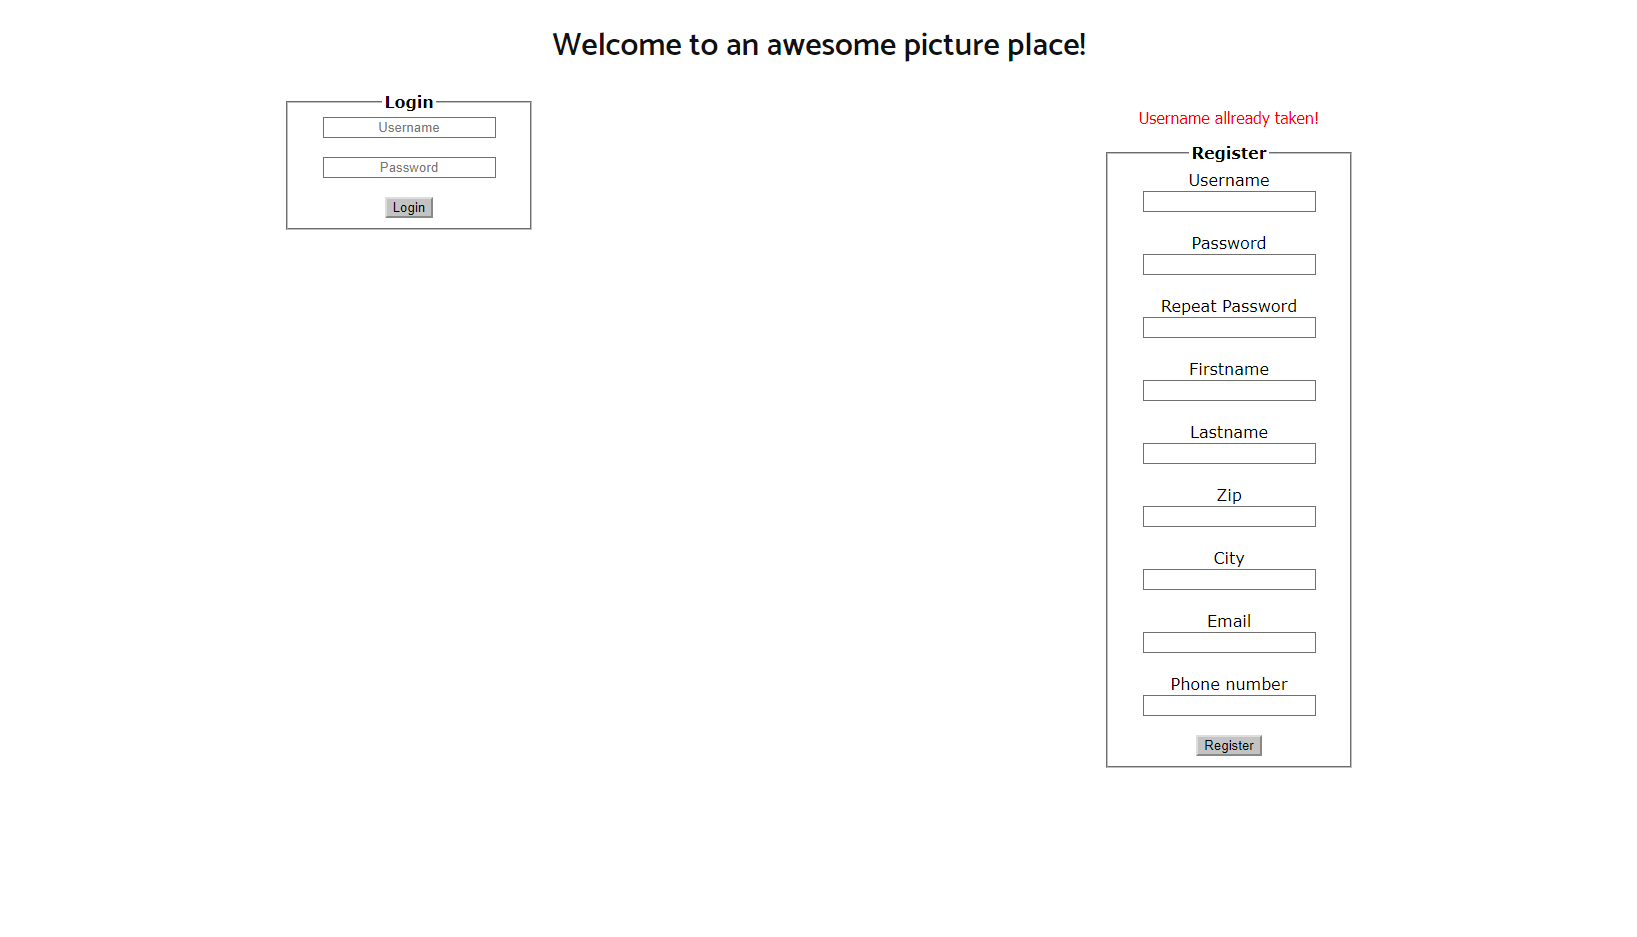 Welcome to an awesome picture place!
Login
Username
Password
Login
Username allready taken!
Register
Username
Password
Repeat Password
Firstname
Lastname
Zip
City
Email
Phone number
Register